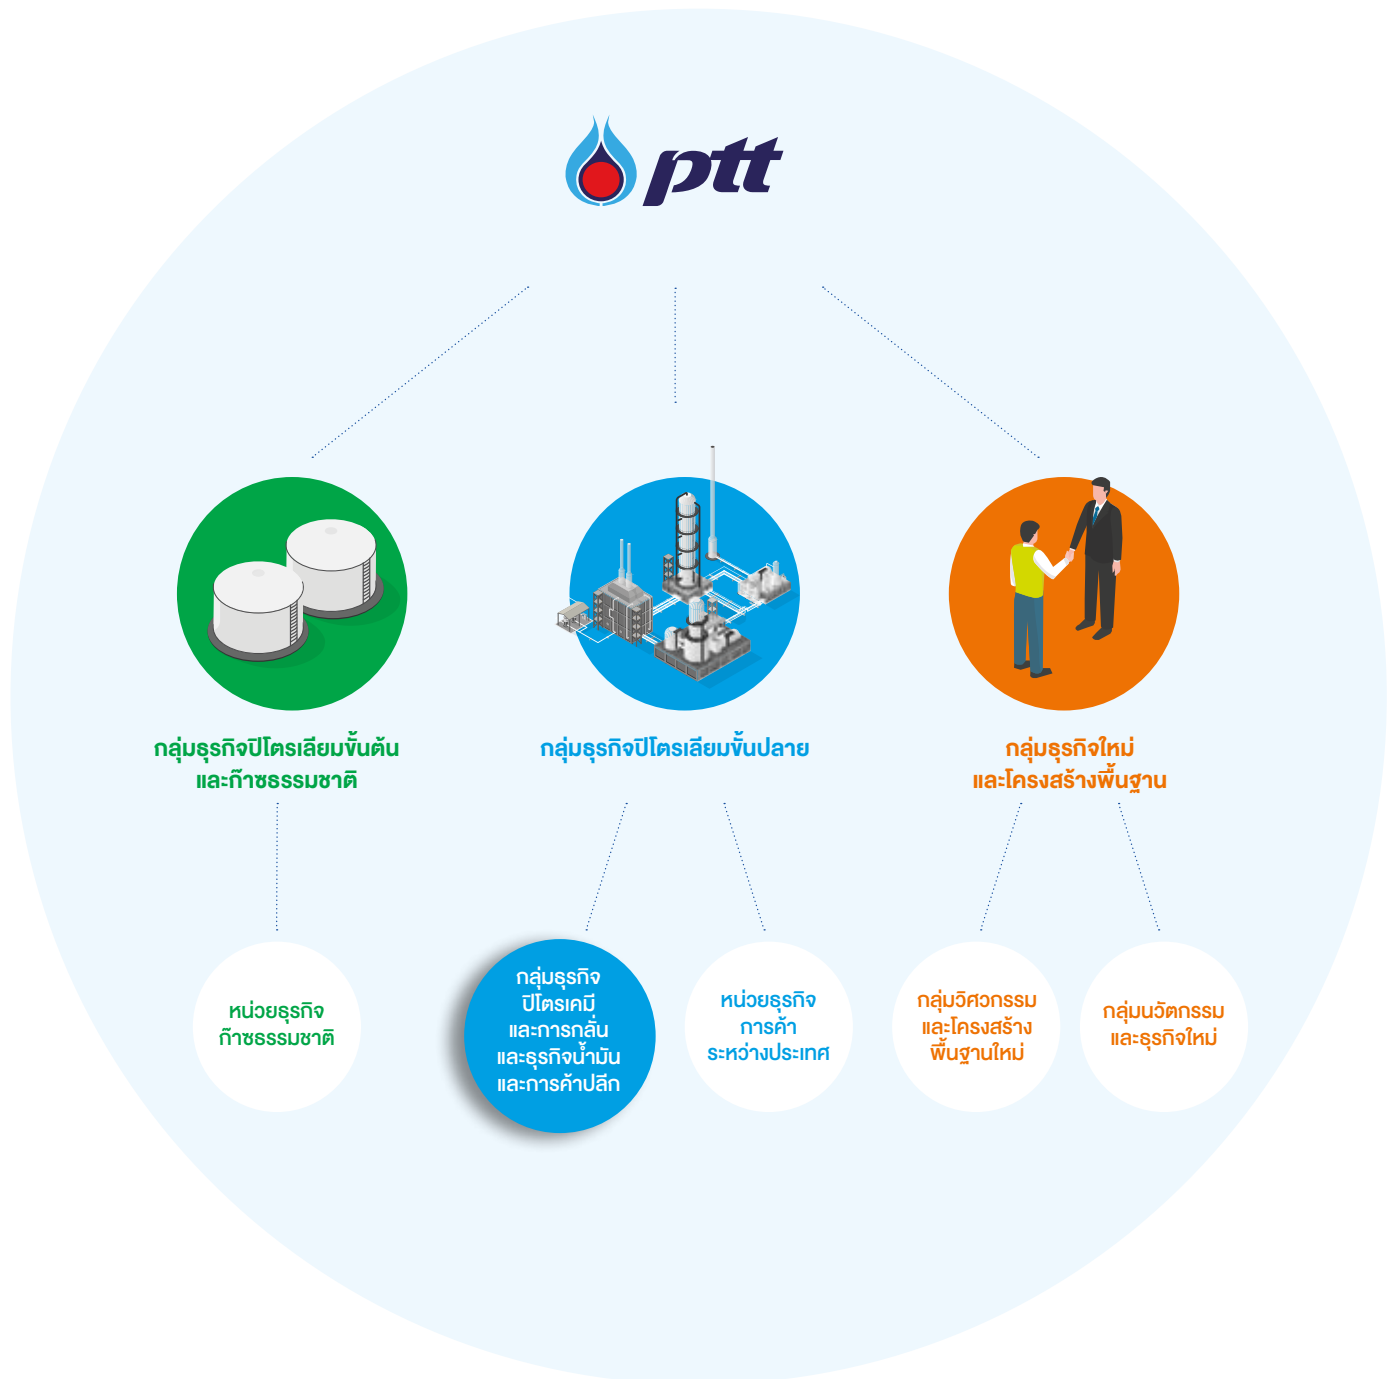 ptt
กลุ่มธุรกิจปิโตรเลียมขั้นต้น
และก๊าซธรรมชาติ
กลุ่มธุรกิจปิโตรเลียมขั้นปลาย
กลุ่มธุรกิจใหม่
และโครงสร้างพื้นฐาน
หน่วยธุรกิจ
ก๊าซธรรมชาติ
กลุ่มธุรกิจ
ปิโตรเคมี
และการกลั่น
และธุรกิจน้ำมัน
และการค้าปลีก
หน่วยธุรกิจ
การค้า
ระหว่างประเทศ
กลุ่มวิศวกรรม
และโครงสร้าง
พื้นฐานใหม่
กลุ่มนวัตกรรม
และธุรกิจใหม่